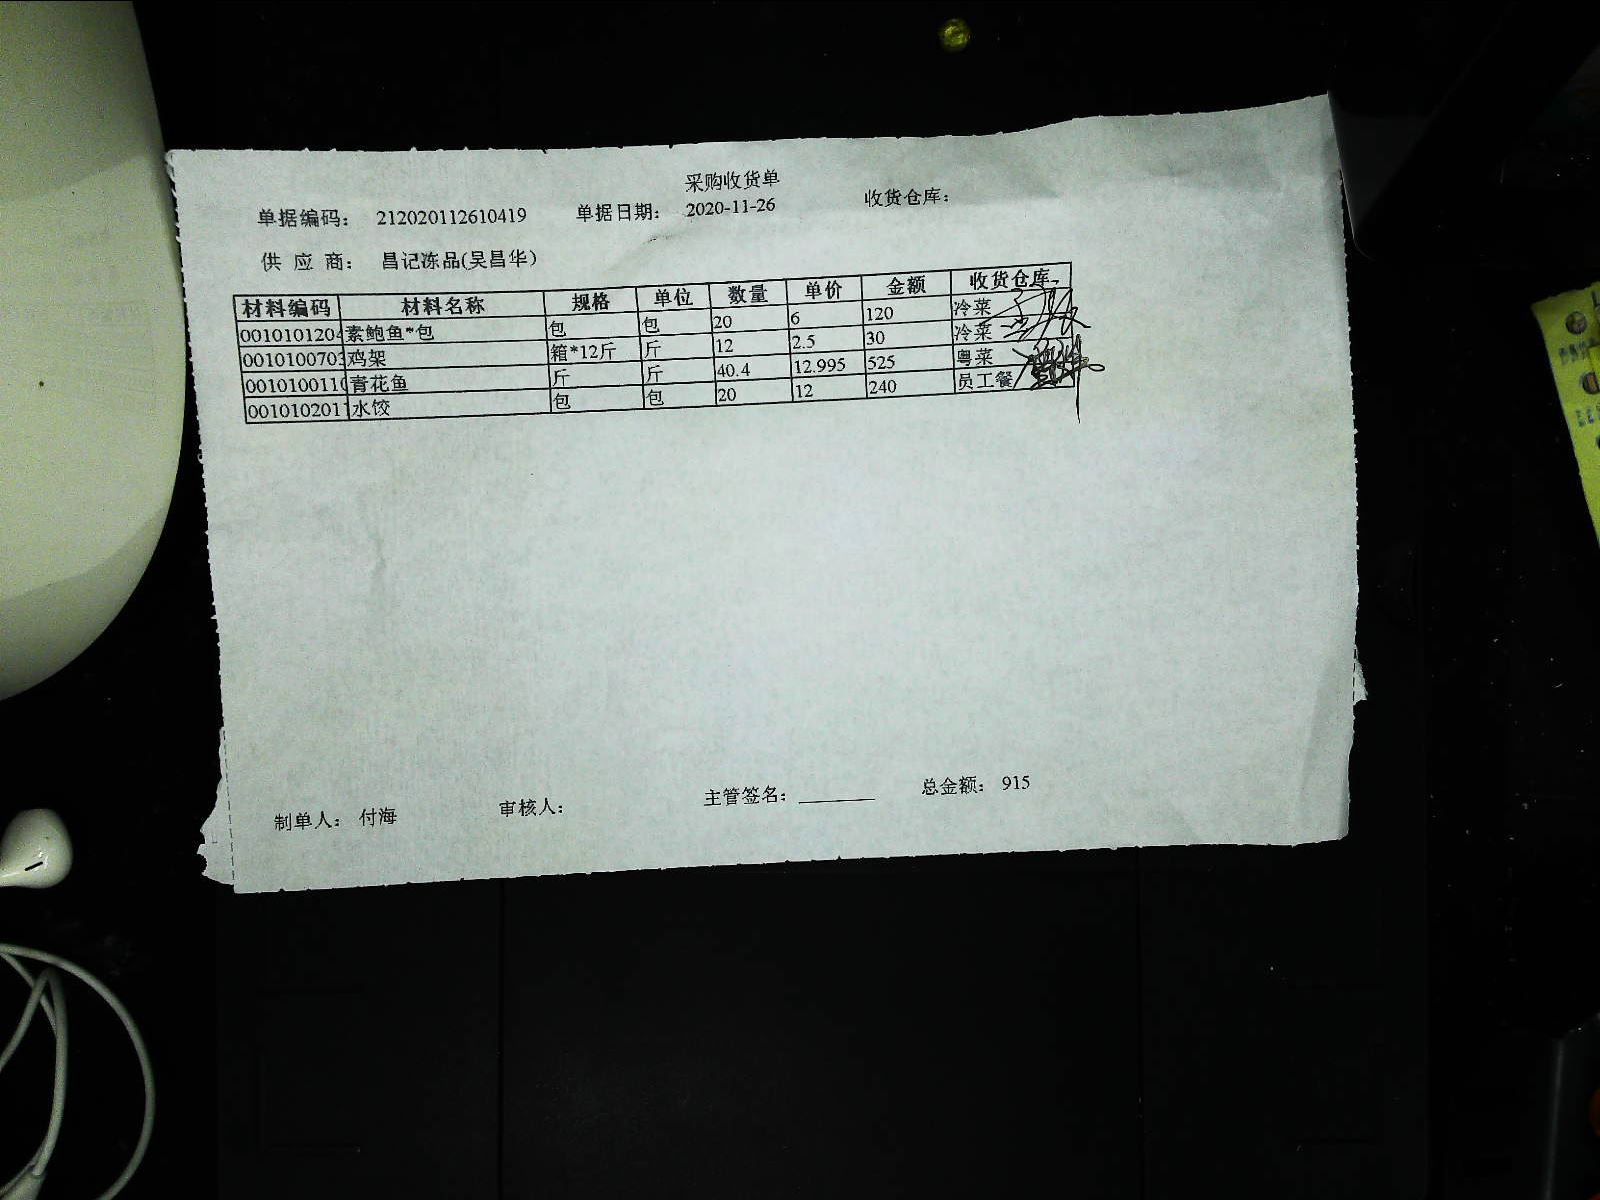 采购收货单
单据编码： 212020112610419 单据日期： 2020-11-26 收货仓库：
供 应 商： 昌记冻品(吴昌华)
材料编码 材料名称 规格 单位 数量 单价 金额 收货仓库
0010101204 素鲍鱼*包 包 包 20 6 120 冷菜
0010100703 鸡架 箱*12斤 斤 12 2.5 30 冷菜
001010011 青花鱼 斤 斤 40.4 12.995 525 粤菜
0010102011 水饺 包 包 20 12 240 员工餐
制单人： 付海 审核人： 主管签名： 总金额： 915